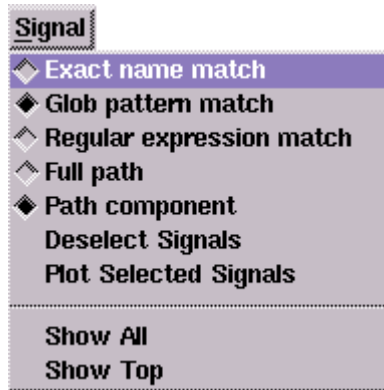 Signal
Exact name match
Glob pattern match
Regular expression match
Full path
Path component
Deselect Signals
Plot Selected Signals
Show All
Show Top